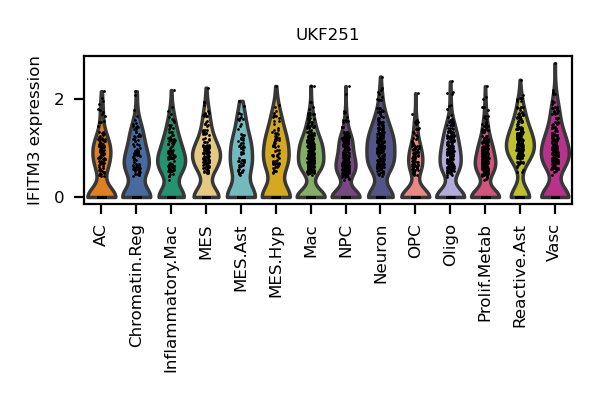 UKF251
IFITM3 expression
2
0
AC
Chromatin.Reg
Inflammatory.Mac
MES
MES.Ast
MES.Hyp
Mac
NPC
Neuron
OPC
Oligo
Prolif.Metab
Reactive.Ast
Vasc